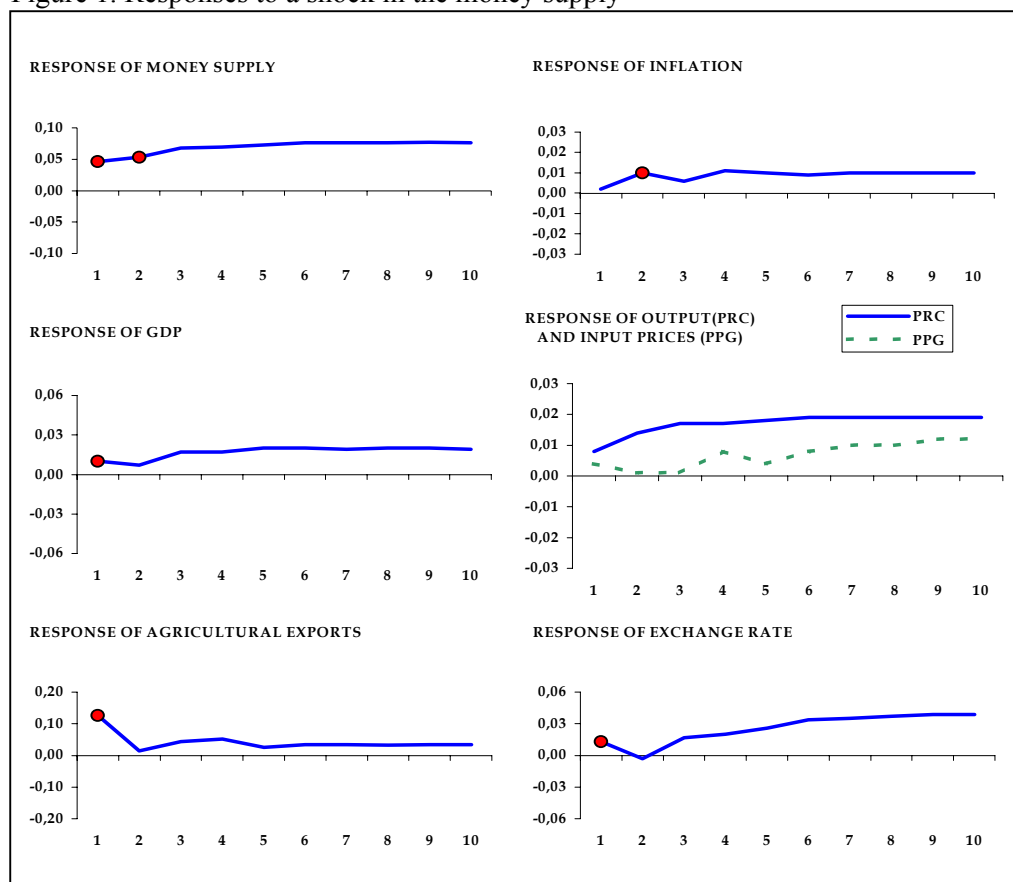 Figure 1: Responses to a shock in the money supply
RESPONSE OF MONEY SUPPLY
0,10
0,05
0,00
-0,05
-0,10
1 2 3 4 5 6 7 8 9 10
RESPONSE OF INFLATION
0,03
0,02
0,01
0,00
-0,01
-0,02
-0,03
1 2 3 4 5 6 7 8 9 10
RESPONSE OF GDP
0,06
0,03
0,00
-0,03
-0,06
1 2 3 4 5 6 7 8 9 10
RESPONSE OF OUTPUT(PRC)
AND INPUT PRICES (PPG)
PRC
PPG
0,03
0,02
0,01
0,00
-0,01
-0,02
-0,03
1 2 3 4 5 6 7 8 9 10
RESPONSE OF AGRICULTURAL EXPORTS
0,20
0,10
0,00
-0,10
-0,20
1 2 3 4 5 6 7 8 9 10
RESPONSE OF EXCHANGE RATE
0,06
0,03
0,00
-0,03
-0,06
1 2 3 4 5 6 7 8 9 10